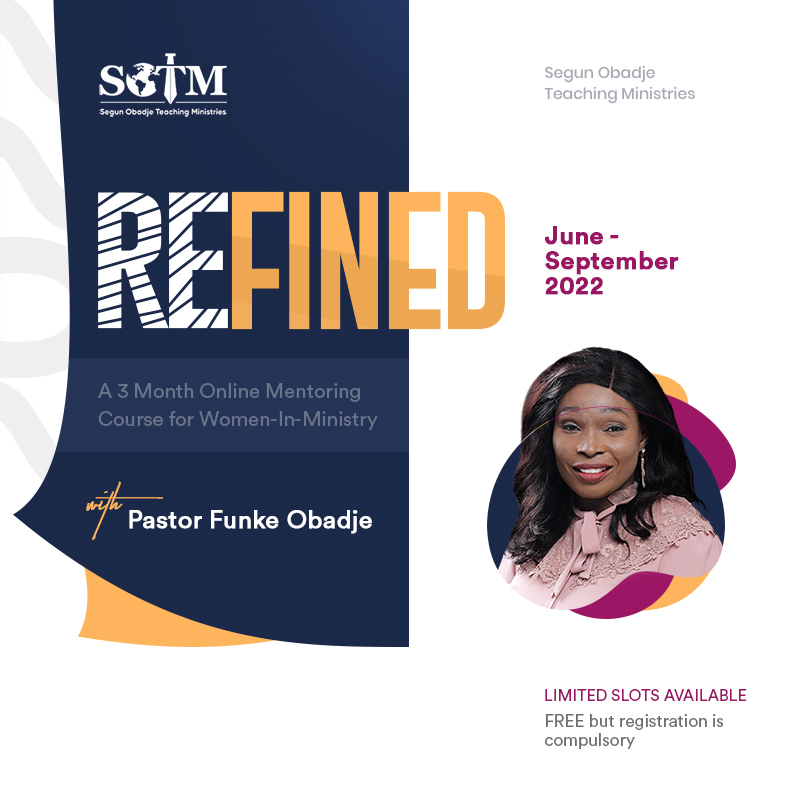 SOTM
Segun Obadje Teaching Ministries
Segun Obadje
Teaching Ministries
REFINED
June -
September
2022
A 3 Month Online Mentoring
Course for Women-In-Ministry
with
Pastor Funke Obadje
LIMITED SLOTS AVAILABLE
FREE but registration is
compulsory